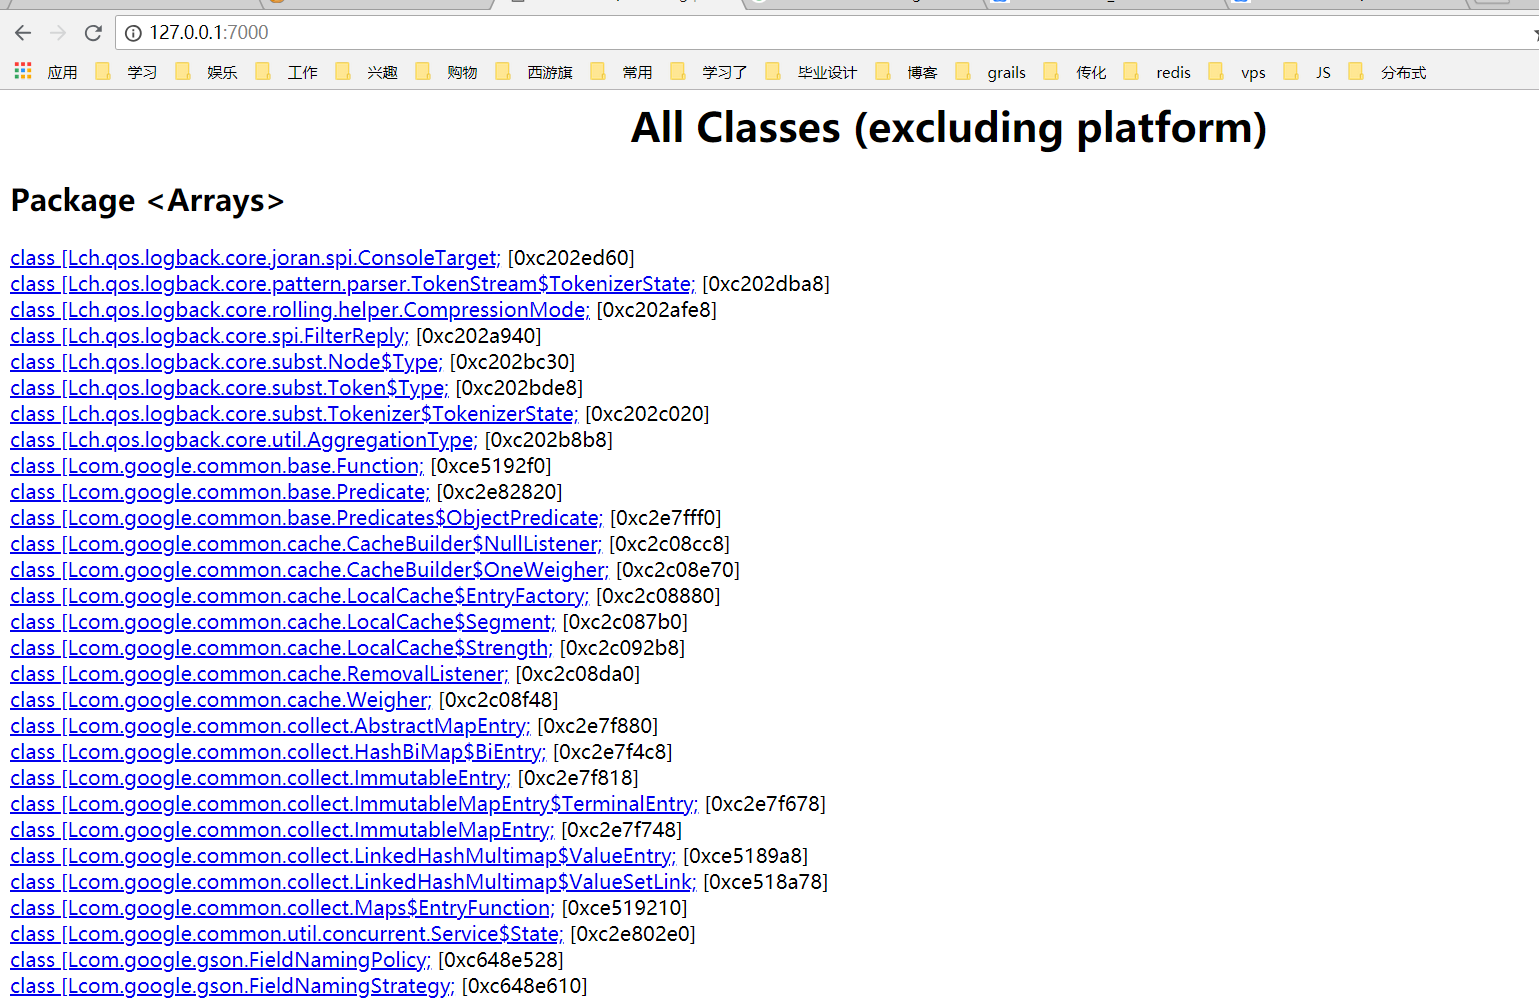 127.0.0.1:7000
应用 学习 娱乐 工作 兴趣 购物 西游旗 常用 学习了 毕业设计 博客 grails 传化 redis vps JS 分布式
All Classes (excluding platform)
Package <Arrays>
class [Lch.qos.logback.core.joran.spi.ConsoleTarget; [0xc202ed60]
class [Lch.qos.logback.core.pattern.parser.TokenStream$TokenizerState; [0xc202dba8]
class [Lch.qos.logback.core.rolling.helper.CompressionMode; [0xc202afe8]
class [Lch.qos.logback.core.spi.FilterReply; [0xc202a940]
class [Lch.qos.logback.core.subst.Node$Type; [0xc202bc30]
class [Lch.qos.logback.core.subst.Token$Type; [0xc202bde8]
class [Lch.qos.logback.core.subst.Tokenizer$TokenizerState; [0xc202c020]
class [Lch.qos.logback.core.util.AggregationType; [0xc202b8b8]
class [Lcom.google.common.base.Function; [0xce5192f0]
class [Lcom.google.common.base.Predicate; [0xc2e82820]
class [Lcom.google.common.base.Predicates$ObjectPredicate; [0xc2e7fff0]
class [Lcom.google.common.cache.CacheBuilder$NullListener; [0xc2c08cc8]
class [Lcom.google.common.cache.CacheBuilder$OneWeigher; [0xc2c08e70]
class [Lcom.google.common.cache.LocalCache$EntryFactory; [0xc2c08880]
class [Lcom.google.common.cache.LocalCache$Segment; [0xc2c087b0]
class [Lcom.google.common.cache.LocalCache$Strength; [0xc2c092b8]
class [Lcom.google.common.cache.RemovalListener; [0xc2c08da0]
class [Lcom.google.common.cache.Weigher; [0xc2c08f48]
class [Lcom.google.common.collect.AbstractMapEntry; [0xc2e7f880]
class [Lcom.google.common.collect.HashBiMap$BiEntry; [0xc2e7f4c8]
class [Lcom.google.common.collect.ImmutableEntry; [0xc2e7f818]
class [Lcom.google.common.collect.ImmutableMapEntry$TerminalEntry; [0xc2e7f678]
class [Lcom.google.common.collect.ImmutableMapEntry; [0xc2e7f748]
class [Lcom.google.common.collect.LinkedHashMultimap$ValueEntry; [0xce5189a8]
class [Lcom.google.common.collect.LinkedHashMultimap$ValueSetLink; [0xce518a78]
class [Lcom.google.common.collect.Maps$EntryFunction; [0xce519210]
class [Lcom.google.common.util.concurrent.Service$State; [0xc2e802e0]
class [Lcom.google.gson.FieldNamingPolicy; [0xc648e528]
class [Lcom.google.gson.FieldNamingStrategy; [0xc648e610]